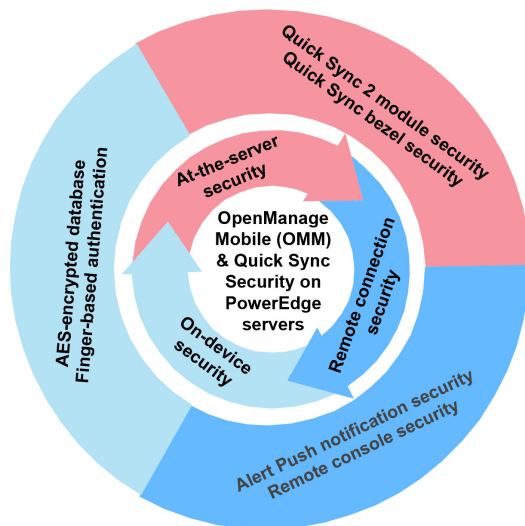 Quick Sync 2 module security
Quick Sync bezel security
At-the-server
security
OpenManage
Mobile (OMM)
& Quick Sync
Security on
PowerEdge
servers
Remote connection
security
On-device
security
AES-encrypted database
Finger-based authentication
Alert Push notification security
Remote console security